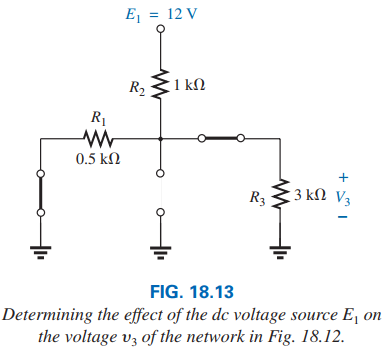 E₁ = 12 V
R₂ 1 kΩ
R₁
0.5 kΩ
R₃ 3 kΩ + V₃ −
FIG. 18.13
Determining the effect of the dc voltage source E₁ on
the voltage v₃ of the network in Fig. 18.12.